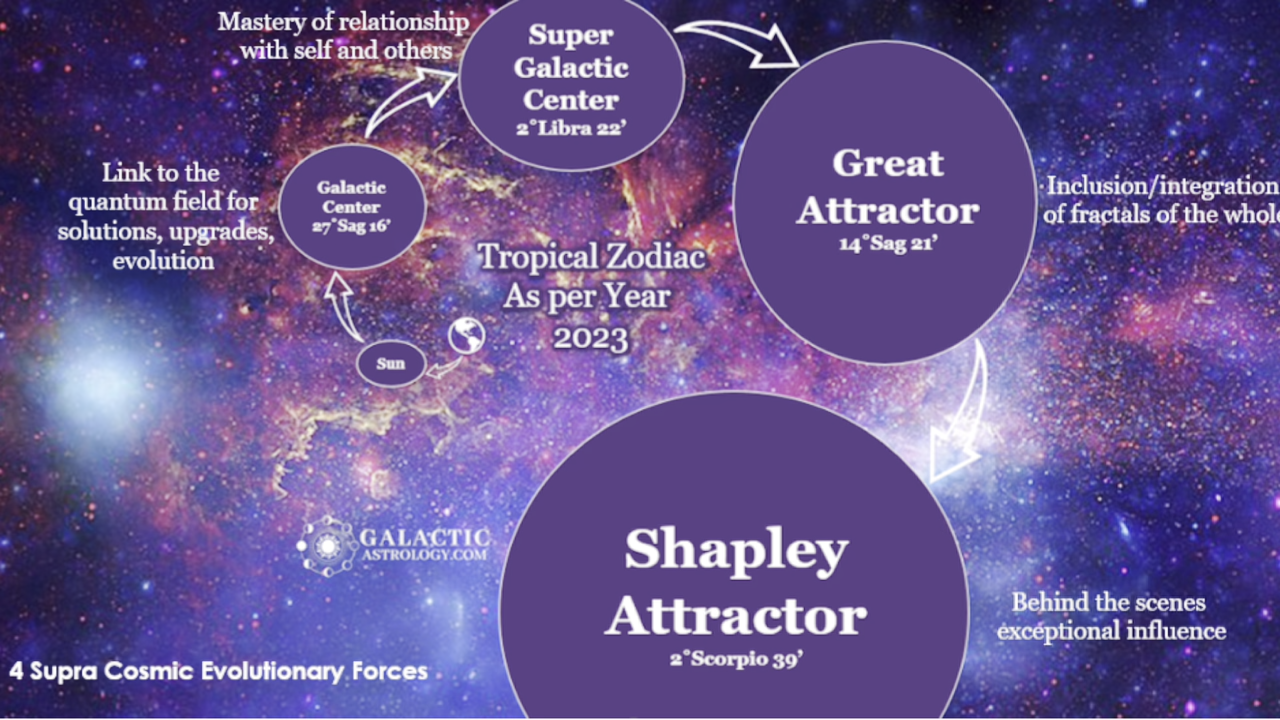 Mastery of relationship
with self and others
Super
Galactic
Center
2°Libra 22’
Great
Attractor
14°Sag 21’
Inclusion/integration
of fractals of the whole
Link to the
quantum field for
solutions, upgrades,
evolution
Galactic
Center
27°Sag 16’
Tropical Zodiac
As per Year
2023
Sun
GALACTIC
ASTROLOGY.COM
Shapley
Attractor
2°Scorpio 39’
Behind the scenes
exceptional influence
4 Supra Cosmic Evolutionary Forces